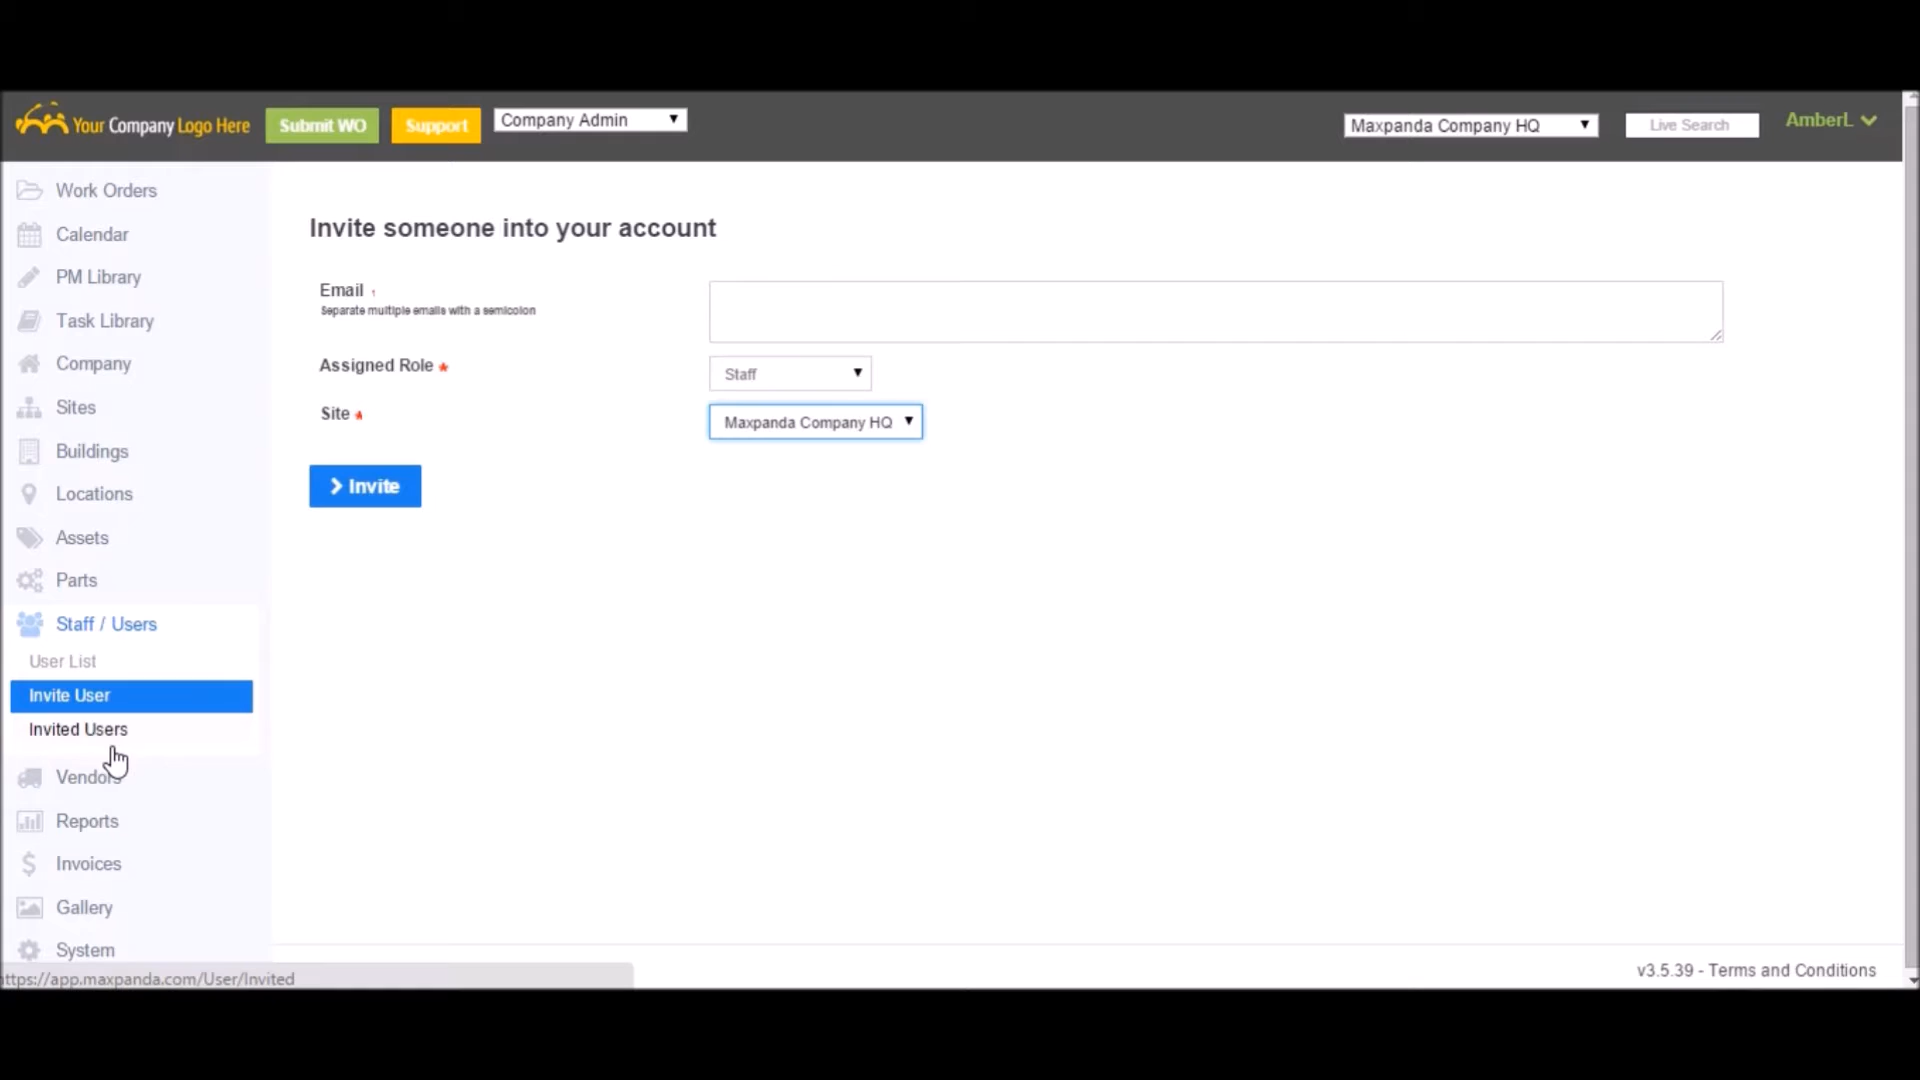 Your Company Logo Here
Submit WO
Support
Company Admin
Maxpanda Company HQ
Live Search
AmberL
Work Orders
Calendar
PM Library
Task Library
Company
Sites
Buildings
Locations
Assets
Parts
Staff / Users
User List
Invite User
Invited Users
Vendors
Reports
Invoices
Gallery
System
Invite someone into your account
Email *
Separate multiple emails with a semicolon
Assigned Role *
Staff
Site *
Maxpanda Company HQ
Invite
https://app.maxpanda.com/User/Invited
v3.5.39 - Terms and Conditions